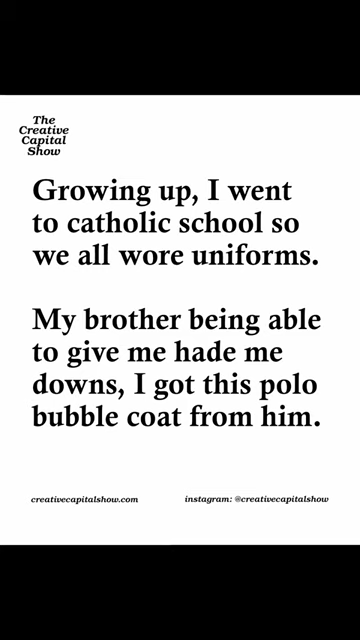 The
Creative
Capital
Show
Growing up, I went
to catholic school so
we all wore uniforms.
My brother being able
to give me hade me
downs, I got this polo
bubble coat from him.
creativecapitalshow.com
instagram: @creativecapitalshow